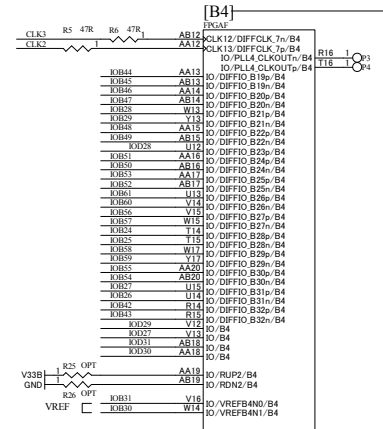 [B4]
FPGAF
R5 47R R6 47R
CLK3 1 AB12 CLK12/DIFFCLK_7n/B4
CLK2 1 AA12 CLK13/DIFFCLK_7p/B4
IO/PLL4_CLKOUTn/B4 R16 1 P3
IO/PLL4_CLKOUTp/B4 T16 1 P4
IOB44 AA13 IO/DIFFIO_B19p/B4
IOB45 AB13 IO/DIFFIO_B19n/B4
IOB46 AA14 IO/DIFFIO_B20p/B4
IOB47 AB14 IO/DIFFIO_B20n/B4
IOB28 W13 IO/DIFFIO_B21p/B4
IOB29 Y13 IO/DIFFIO_B21n/B4
IOB48 AA15 IO/DIFFIO_B22p/B4
IOB49 AB15 IO/DIFFIO_B22n/B4
IOD28 U12 IO/DIFFIO_B23p/B4
IOB51 AA16 IO/DIFFIO_B24p/B4
IOB50 AB16 IO/DIFFIO_B24n/B4
IOB53 AA17 IO/DIFFIO_B25p/B4
IOB52 AB17 IO/DIFFIO_B25n/B4
IOB61 U13 IO/DIFFIO_B26p/B4
IOB60 V14 IO/DIFFIO_B26n/B4
IOB56 V15 IO/DIFFIO_B27p/B4
IOB57 W15 IO/DIFFIO_B27n/B4
IOB24 T14 IO/DIFFIO_B28p/B4
IOB25 T15 IO/DIFFIO_B28n/B4
IOB58 W17 IO/DIFFIO_B29p/B4
IOB59 Y17 IO/DIFFIO_B29n/B4
IOB55 AA20 IO/DIFFIO_B30p/B4
IOB54 AB20 IO/DIFFIO_B30n/B4
IOB27 U15 IO/DIFFIO_B31p/B4
IOB26 U14 IO/DIFFIO_B31n/B4
IOB42 R14 IO/DIFFIO_B32p/B4
IOB43 R15 IO/DIFFIO_B32n/B4
IOD29 V12 IO/B4
IOD27 V13 IO/B4
IOD31 AB18 IO/B4
IOD30 AA18 IO/B4
R25 OPT
V33B 1 AA19 IO/RUP2/B4
GND 1 AB19 IO/RDN2/B4
R26 OPT
VREF
IOB31 V16 IO/VREFB4N0/B4
IOB30 W14 IO/VREFB4N1/B4